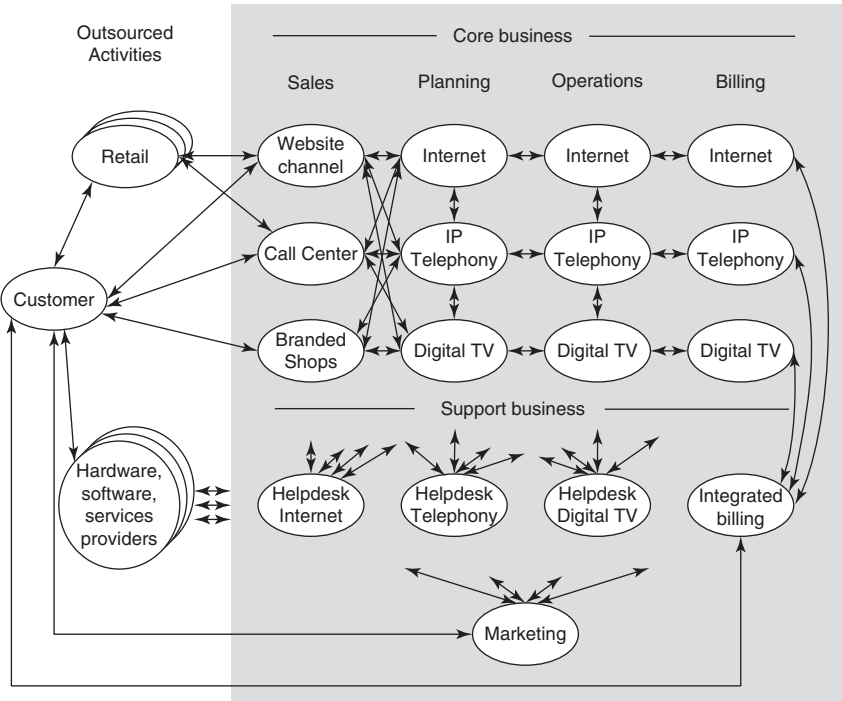 Outsourced
Activities
Core business
Sales
Planning
Operations
Billing
Retail
Website
channel
Internet
Internet
Internet
Call Center
IP
Telephony
IP
Telephony
IP
Telephony
Customer
Branded
Shops
Digital TV
Digital TV
Digital TV
Support business
Hardware,
software,
services
providers
Helpdesk
Internet
Helpdesk
Telephony
Helpdesk
Digital TV
Integrated
billing
Marketing